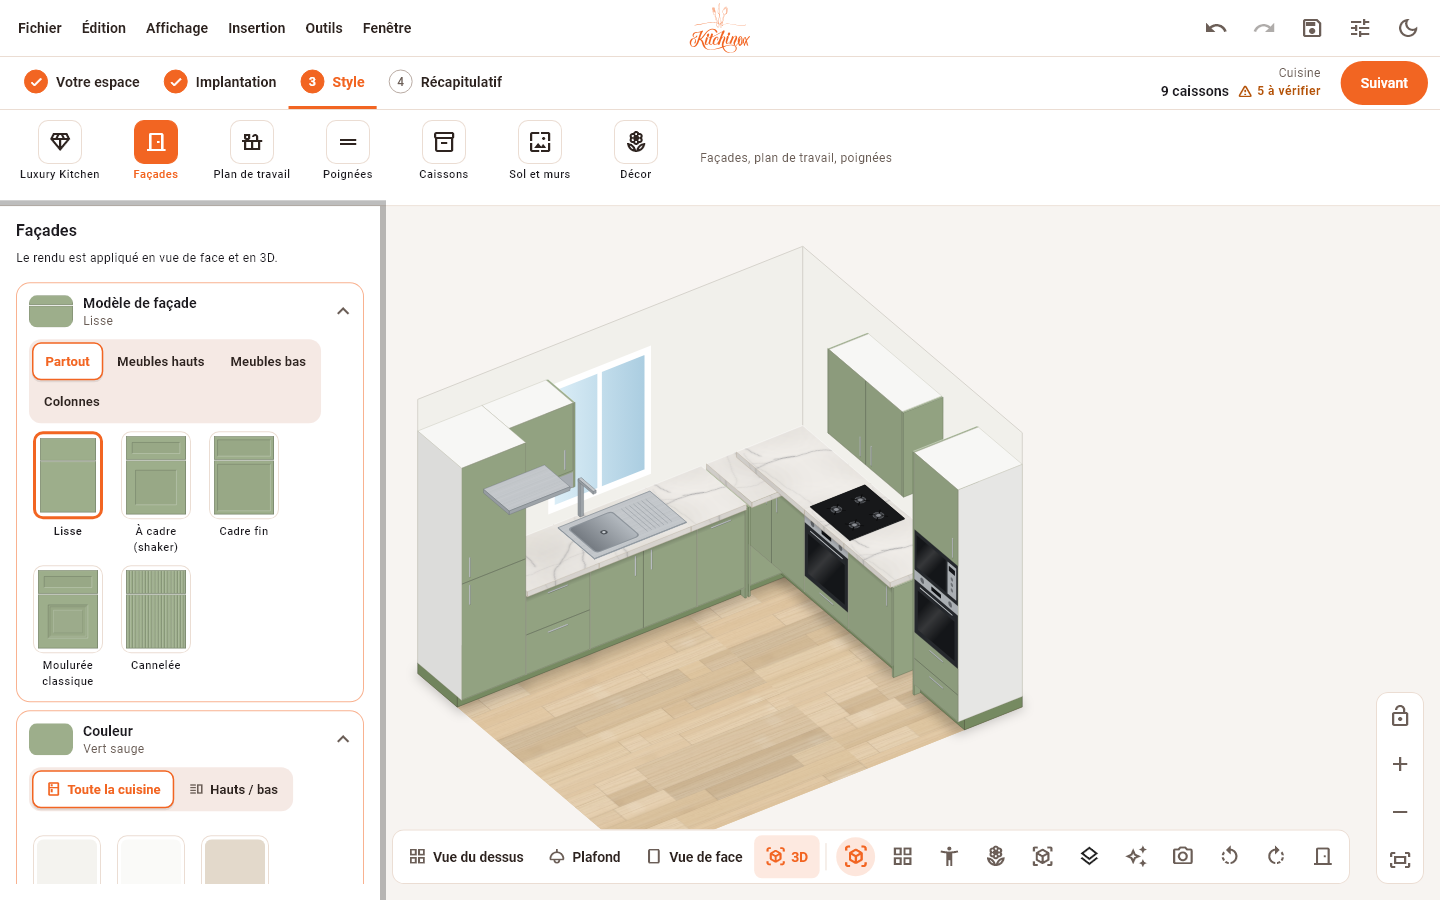 Fichier Édition Affichage Insertion Outils Fenêtre
Kitchinox
Votre espace Implantation 3 Style 4 Récapitulatif
Cuisine
9 caissons 5 à vérifier
Suivant
Luxury Kitchen Façades Plan de travail Poignées Caissons Sol et murs Décor
Façades, plan de travail, poignées
Façades
Le rendu est appliqué en vue de face et en 3D.
Modèle de façade
Lisse
Partout Meubles hauts Meubles bas
Colonnes
Lisse À cadre Cadre fin
(shaker)
Moulurée Cannelée
classique
Couleur
Vert sauge
Toute la cuisine Hauts / bas
Vue du dessus Plafond Vue de face 3D